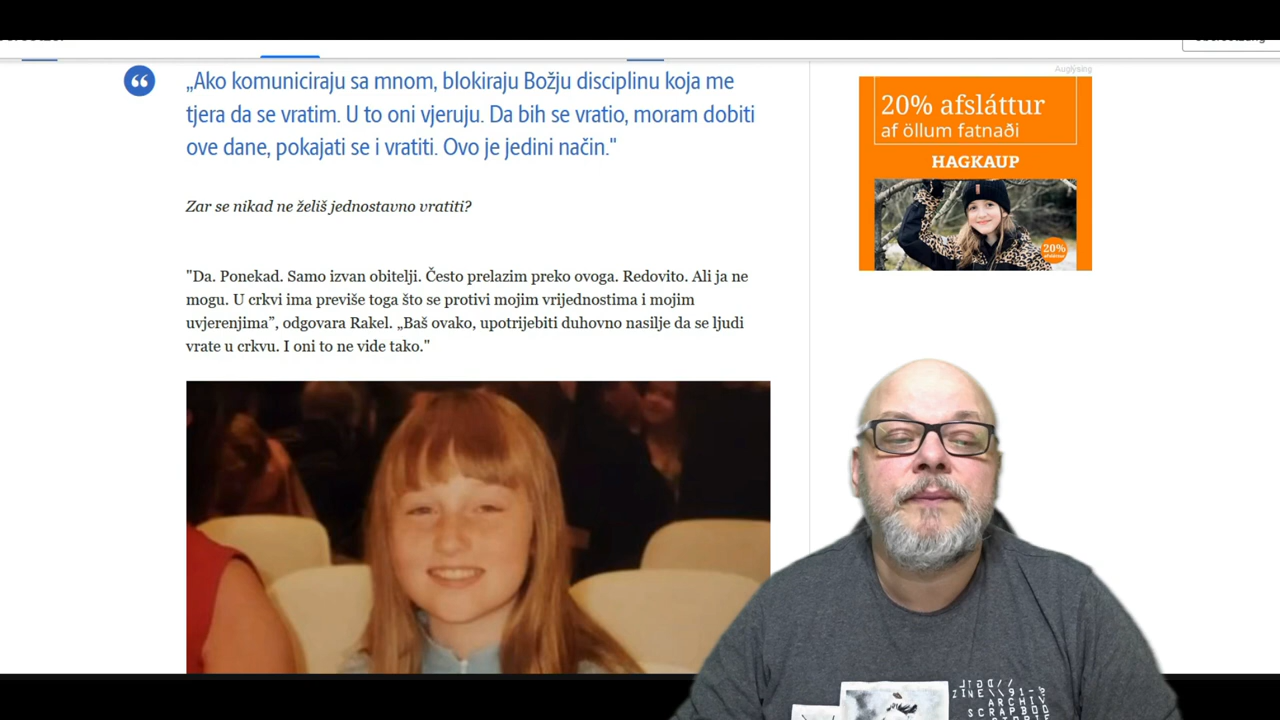 „Ako komuniciraju sa mnom, blokiraju Božju disciplinu koja me
tjera da se vratim. U to oni vjeruju. Da bih se vratio, moram dobiti
ove dane, pokajati se i vratiti. Ovo je jedini način."
Zar se nikad ne želiš jednostavno vratiti?
"Da. Ponekad. Samo izvan obitelji. Često prelazim preko ovoga. Redovito. Ali ja ne
mogu. U crkvi ima previše toga što se protivi mojim vrijednostima i mojim
uvjerenjima”, odgovara Rakel. „Baš ovako, upotrijebiti duhovno nasilje da se ljudi
vrate u crkvu. I oni to ne vide tako."
Auglýsing
20% afsláttur
af öllum fatnaði
HAGKAUP
20%
ARCHIV